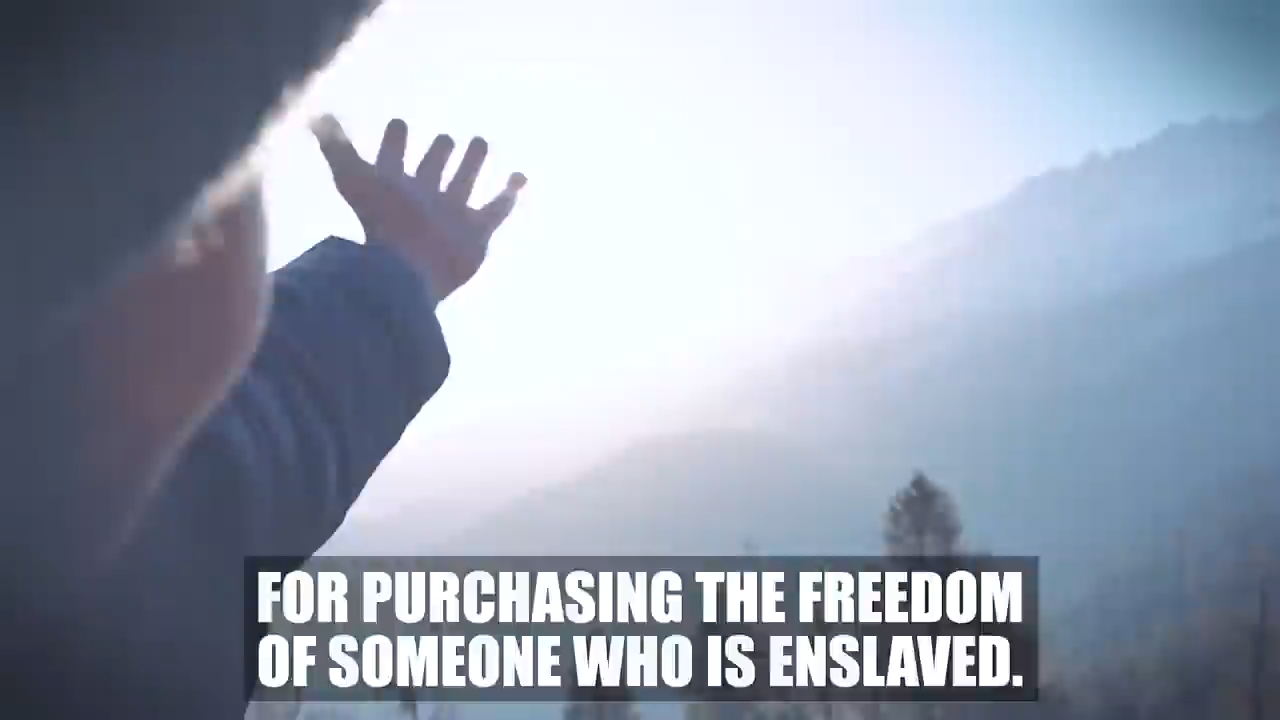 FOR PURCHASING THE FREEDOM
OF SOMEONE WHO IS ENSLAVED.